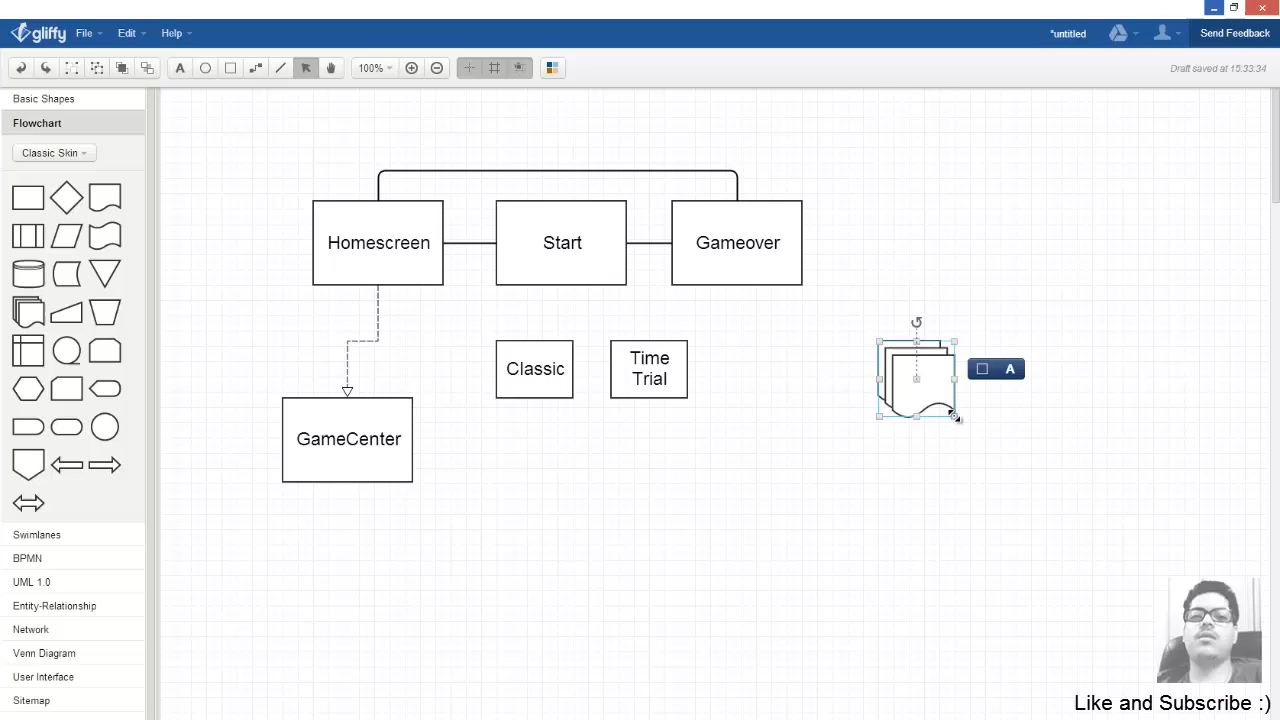 gliffy File Edit Help *untitled Send Feedback
A 100% Draft saved at 15:33:34
Basic Shapes
Flowchart
Classic Skin
Homescreen Start Gameover
Classic Time
Trial
A
GameCenter
Swimlanes
BPMN
UML 1.0
Entity-Relationship
Network
Venn Diagram
User Interface
Sitemap
Like and Subscribe :)